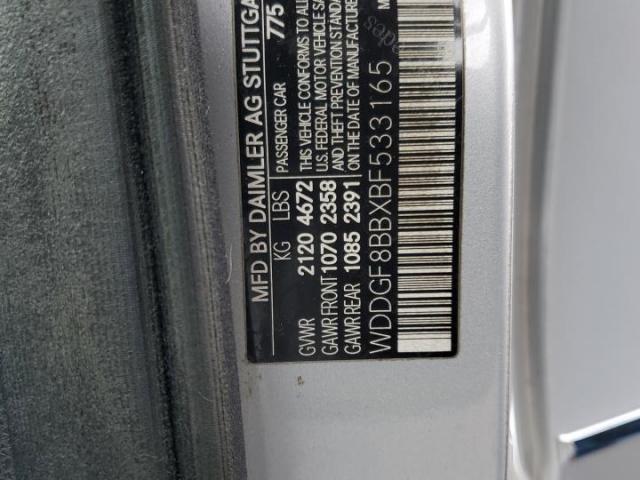 MFD BY DAIMLER AG STUTTGA
775
KG LBS
GVWR 2120 4672
GAWR FRONT 1070 2358
GAWR REAR 1085 2391
PASSENGER CAR
THIS VEHICLE CONFORMS TO ALL
U.S. FEDERAL MOTOR VEHICLE SA
AND THEFT PREVENTION STANDA
ON THE DATE OF MANUFACTUR
WDDGF8BBXBF533165